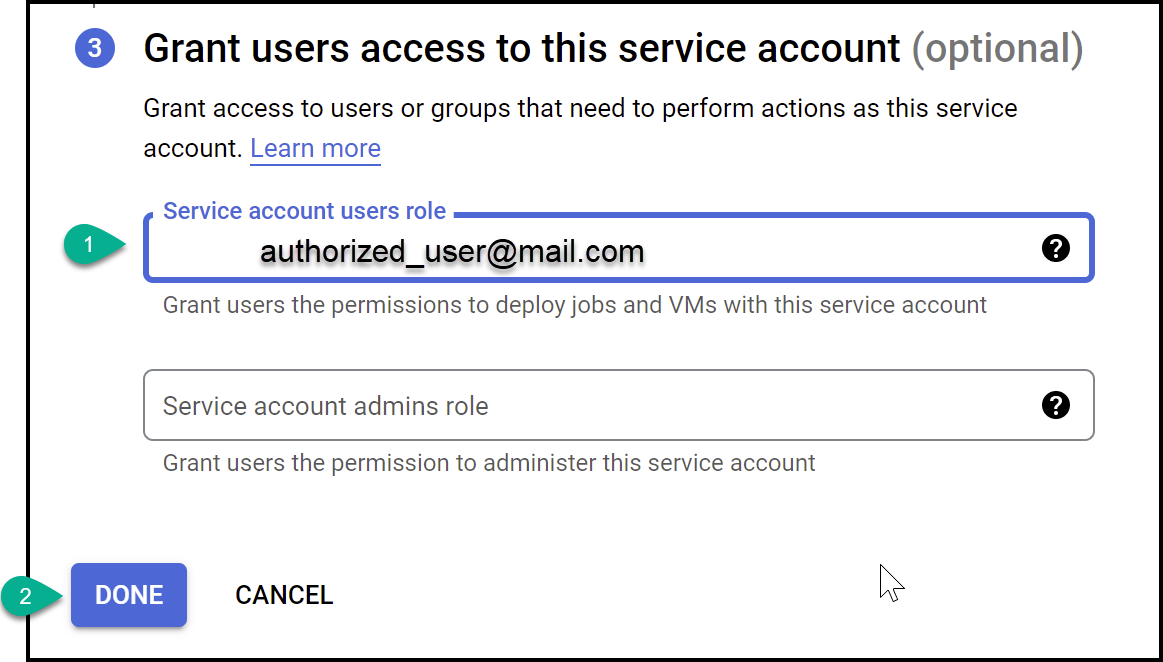 3 Grant users access to this service account (optional)
Grant access to users or groups that need to perform actions as this service
account. Learn more
Service account users role
1 authorized_user@mail.com ?
Grant users the permissions to deploy jobs and VMs with this service account
Service account admins role ?
Grant users the permission to administer this service account
2 DONE CANCEL